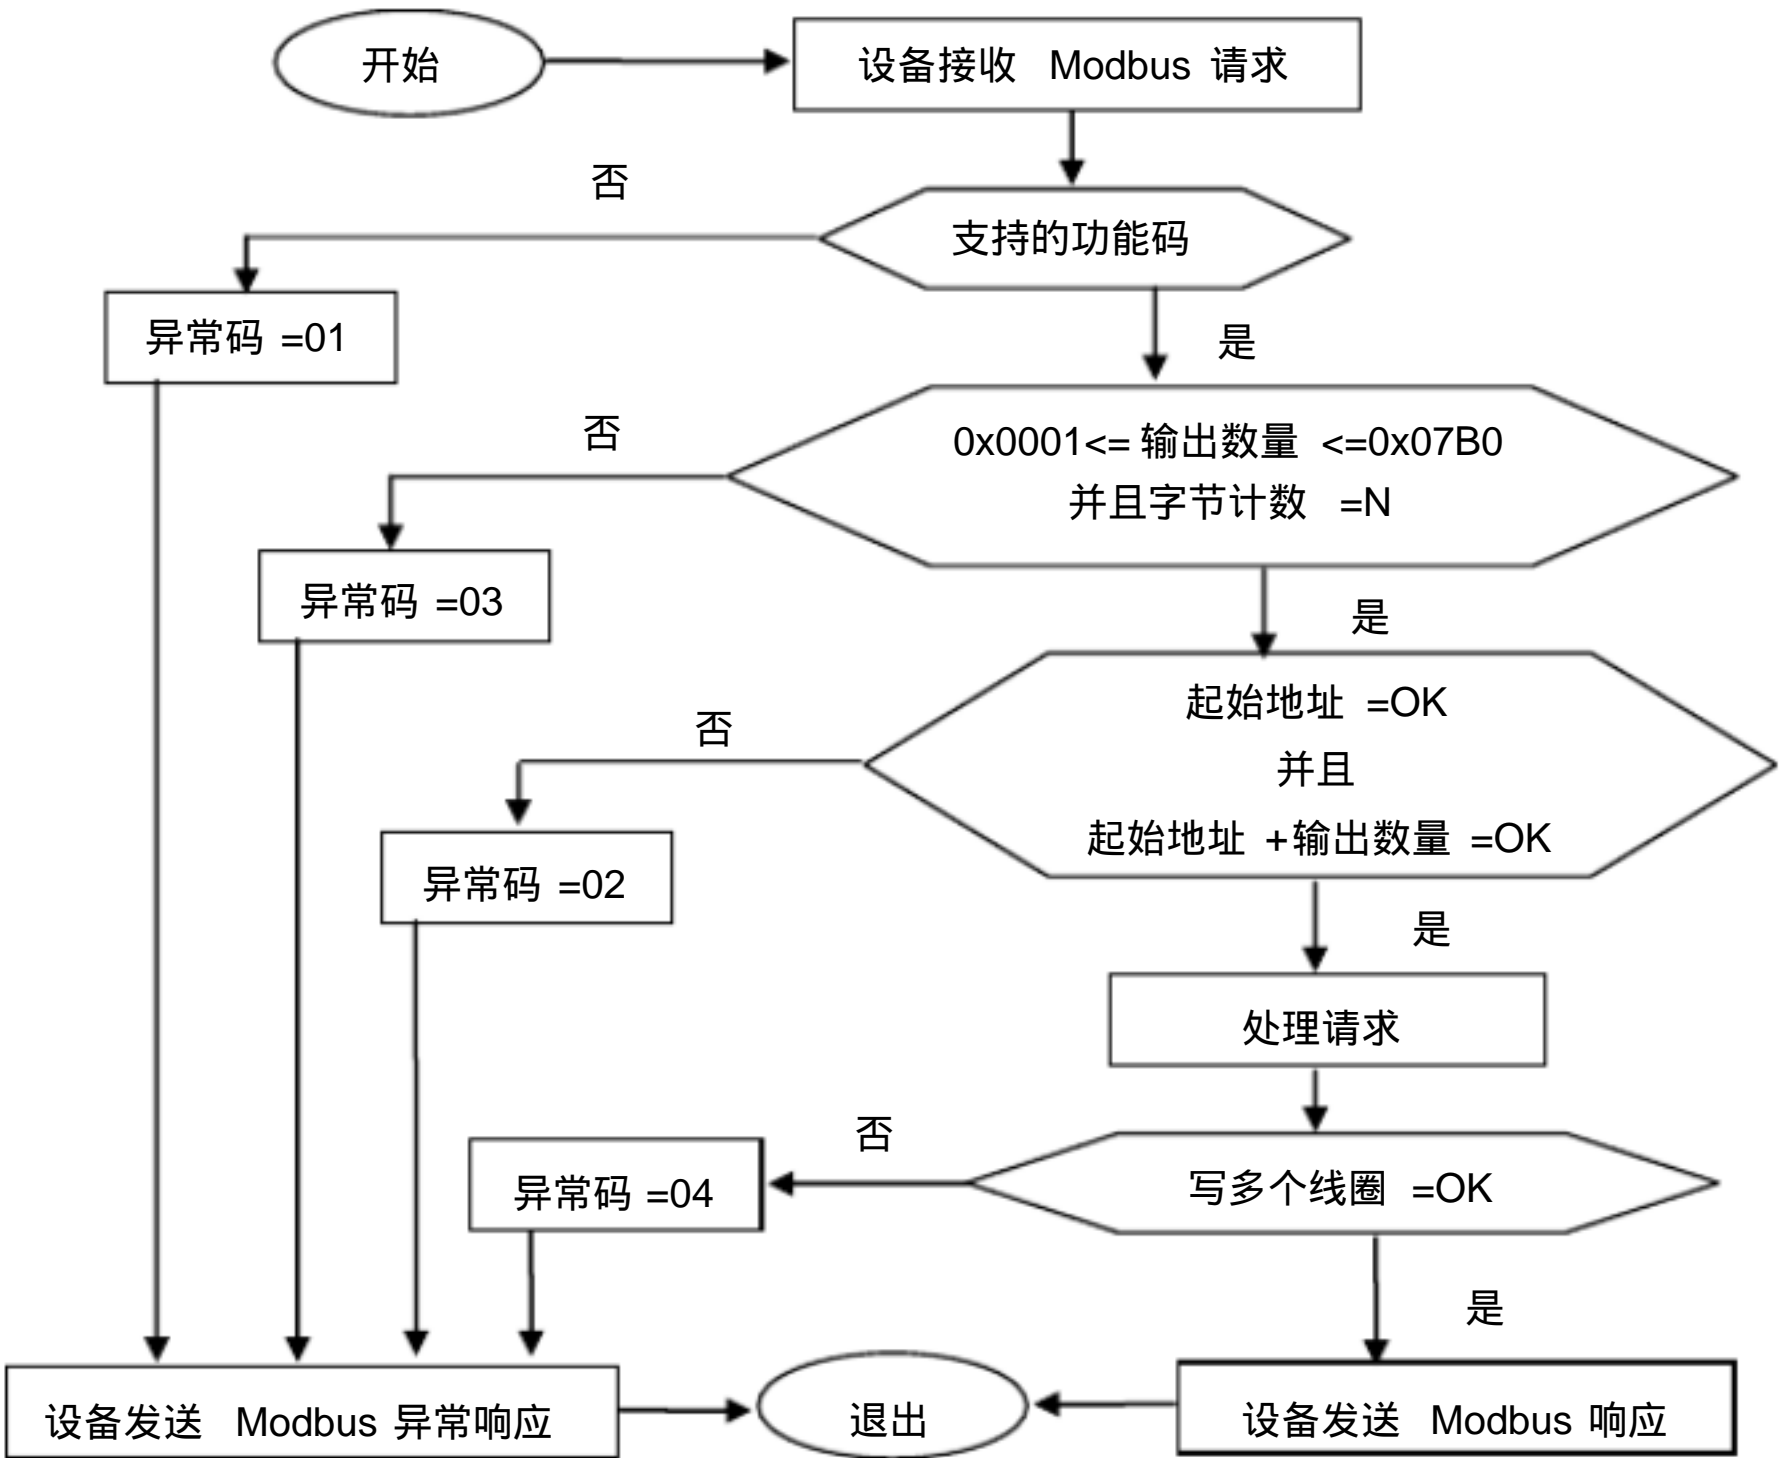 开始
设备接收 Modbus 请求
否
支持的功能码
异常码 =01
是
否
0x0001<= 输出数量 <=0x07B0
并且字节计数 =N
异常码 =03
是
起始地址 =OK
否
并且
起始地址 +输出数量 =OK
异常码 =02
是
处理请求
否
异常码 =04
写多个线圈 =OK
是
设备发送 Modbus 异常响应
退出
设备发送 Modbus 响应